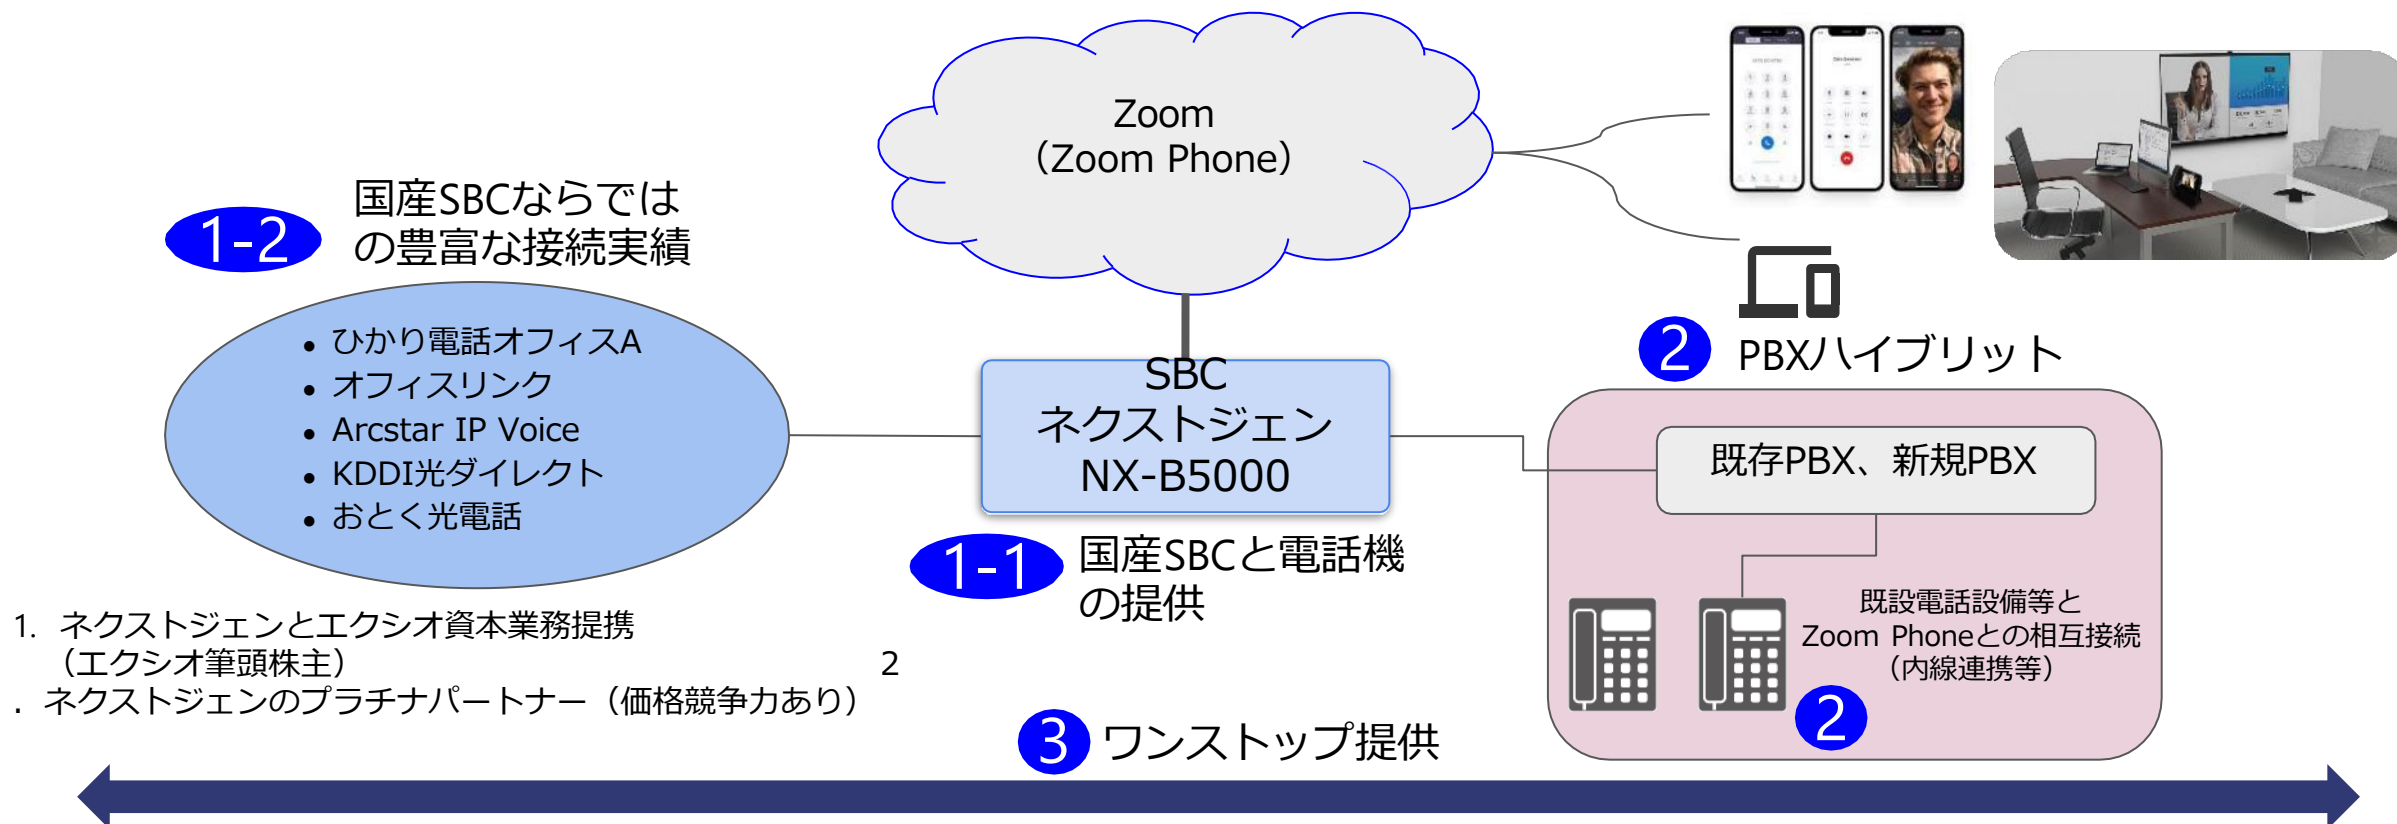 Zoom
（Zoom Phone）
1-2
国産SBCならでは
の豊富な接続実績
• ひかり電話オフィスA
• オフィスリンク
• Arcstar IP Voice
• KDDI光ダイレクト
• おとく光電話
SBC
ネクストジェン
NX-B5000
1-1
国産SBCと電話機
の提供
2
PBXハイブリット
既存PBX、新規PBX
既設電話設備等と
Zoom Phoneとの相互接続
（内線連携等）
2
1. ネクストジェンとエクシオ資本業務提携
（エクシオ筆頭株主） 2
. ネクストジェンのプラチナパートナー（価格競争力あり）
3
ワンストップ提供